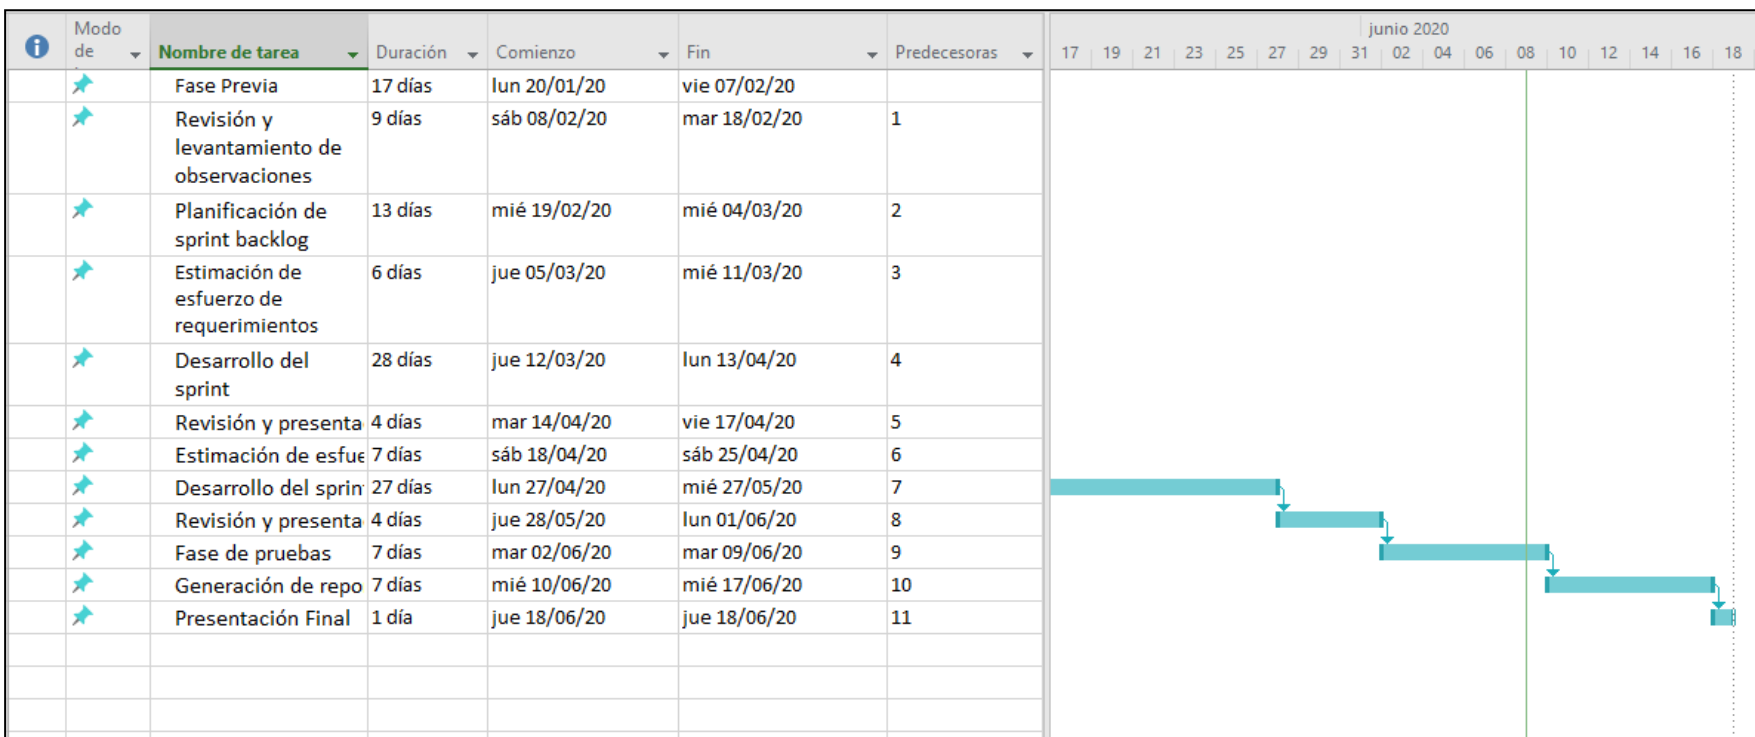 Modo
de
Nombre de tarea Duración Comienzo Fin Predecesoras
junio 2020
17 19 21 23 25 27 29 31 02 04 06 08 10 12 14 16 18
Fase Previa 17 días lun 20/01/20 vie 07/02/20
Revisión y 9 días sáb 08/02/20 mar 18/02/20 1
levantamiento de
observaciones
Planificación de 13 días mié 19/02/20 mié 04/03/20 2
sprint backlog
Estimación de 6 días jue 05/03/20 mié 11/03/20 3
esfuerzo de
requerimientos
Desarrollo del 28 días jue 12/03/20 lun 13/04/20 4
sprint
Revisión y presenta 4 días mar 14/04/20 vie 17/04/20 5
Estimación de esfue 7 días sáb 18/04/20 sáb 25/04/20 6
Desarrollo del sprin 27 días lun 27/04/20 mié 27/05/20 7
Revisión y presenta 4 días jue 28/05/20 lun 01/06/20 8
Fase de pruebas 7 días mar 02/06/20 mar 09/06/20 9
Generación de repo 7 días mié 10/06/20 mié 17/06/20 10
Presentación Final 1 día jue 18/06/20 jue 18/06/20 11